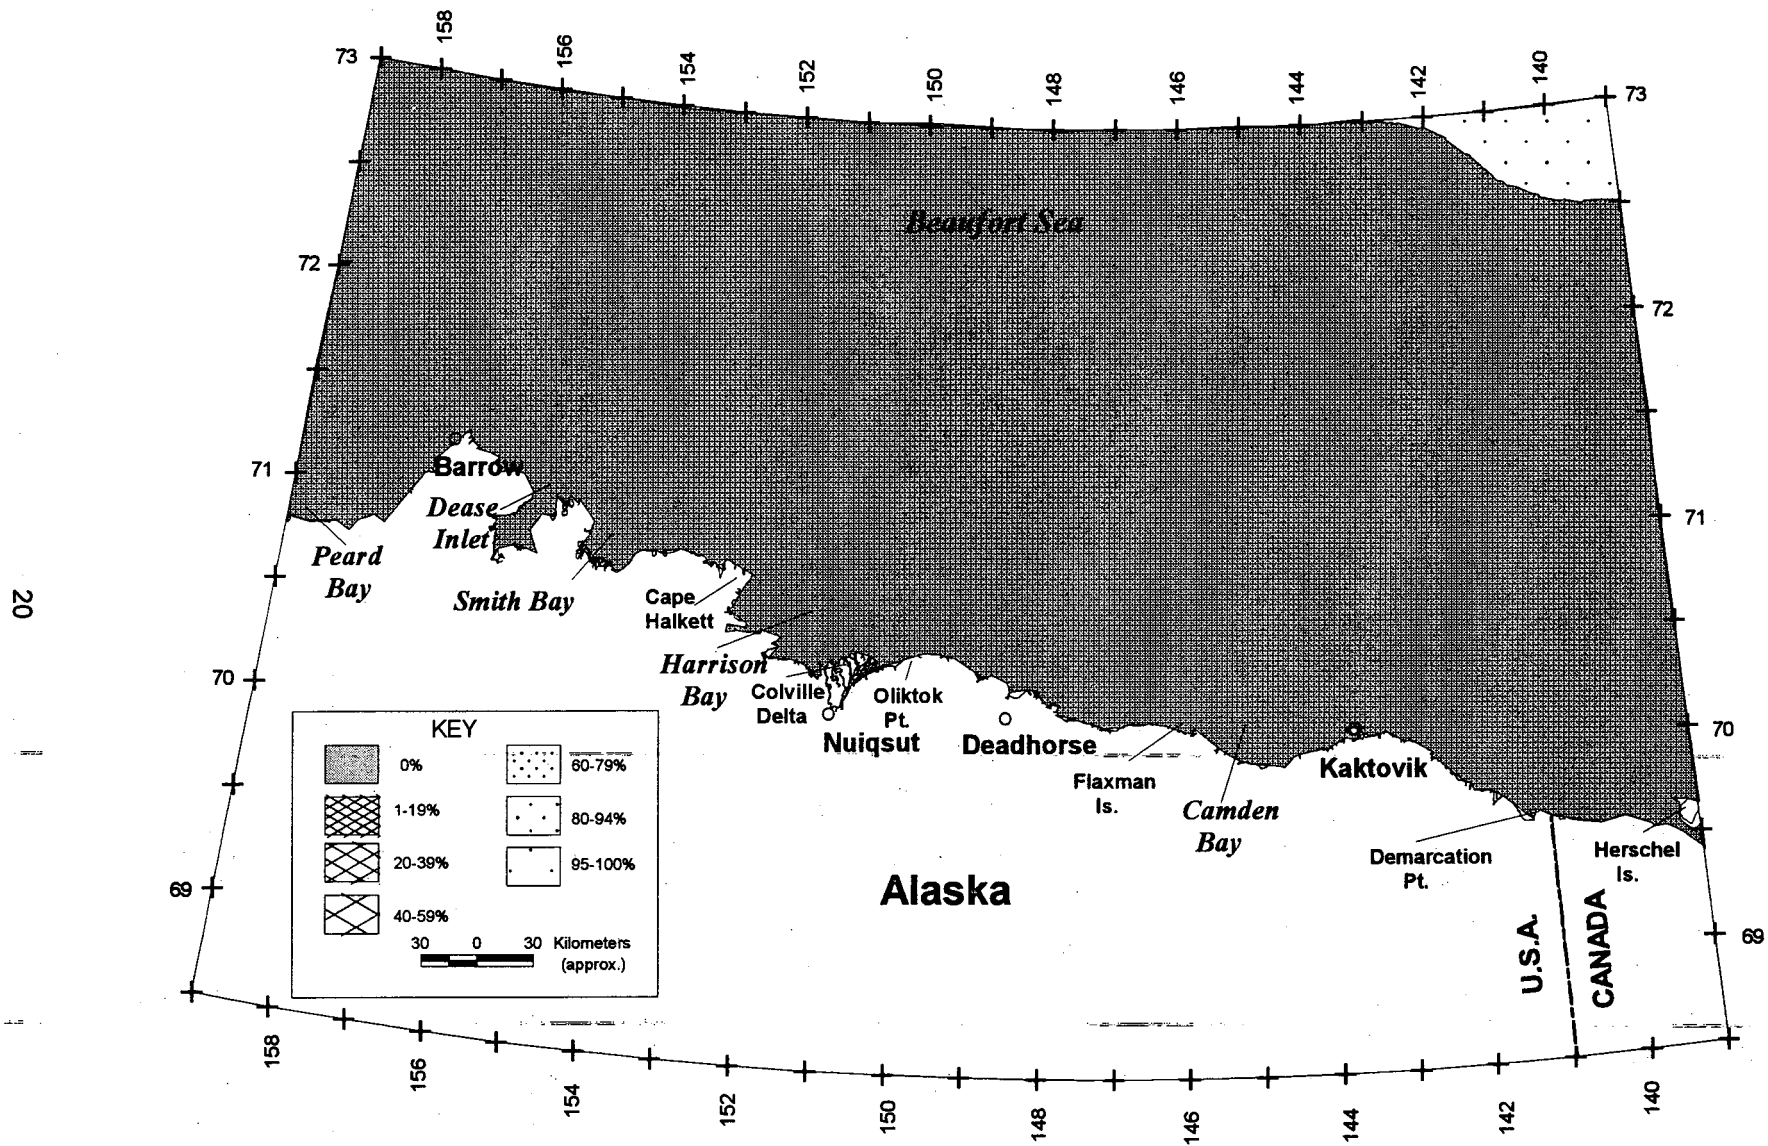 158
156
154
152
150
148
146
144
142
140
73
73
Beaufort Sea
72
72
71
71
Barrow
Dease
Inlet
Peard
Bay
Smith Bay
Cape
Halkett
20
Harrison
Bay
70
70
Colville
Delta
Oliktok
Pt.
Nuiqsut
Deadhorse
Flaxman
Is.
Camden
Bay
Kaktovik
Demarcation
Pt.
Herschel
Is.
Alaska
U.S.A.
CANADA
69
69
KEY
0%
60-79%
1-19%
80-94%
20-39%
95-100%
40-59%
30 0 30 Kilometers
(approx.)
158
156
154
152
150
148
146
144
142
140